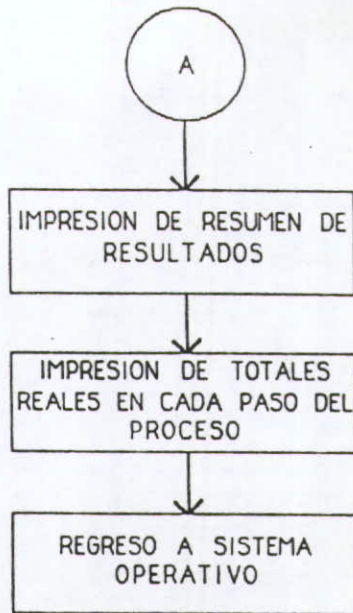 A
IMPRESION DE RESUMEN DE
RESULTADOS
IMPRESION DE TOTALES
REALES EN CADA PASO DEL
PROCESO
REGRESO A SISTEMA
OPERATIVO